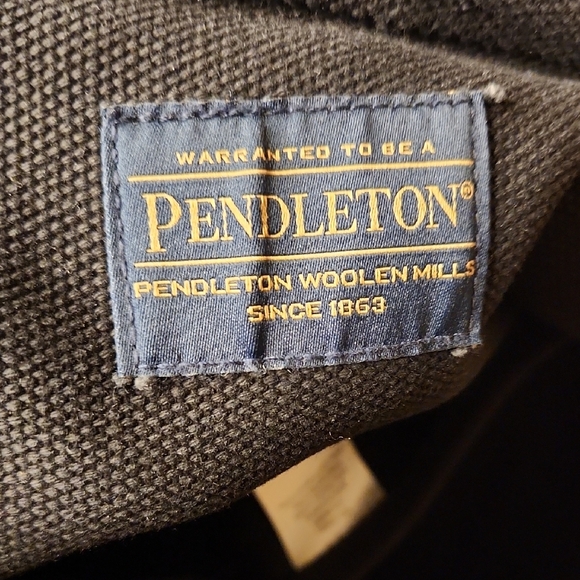 WARRANTED TO BE A
PENDLETON®
PENDLETON WOOLEN MILLS
SINCE 1863